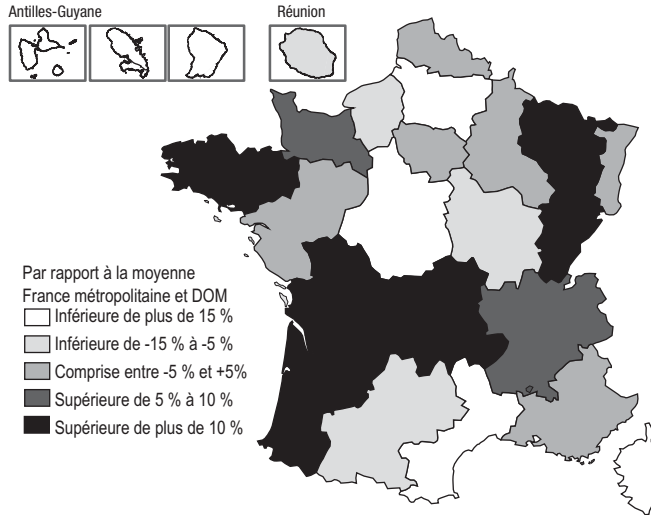 Antilles-Guyane
Réunion
Par rapport à la moyenne
France métropolitaine et DOM
Inférieure de plus de 15 %
Inférieure de -15 % à -5 %
Comprise entre -5 % et +5%
Supérieure de 5 % à 10 %
Supérieure de plus de 10 %